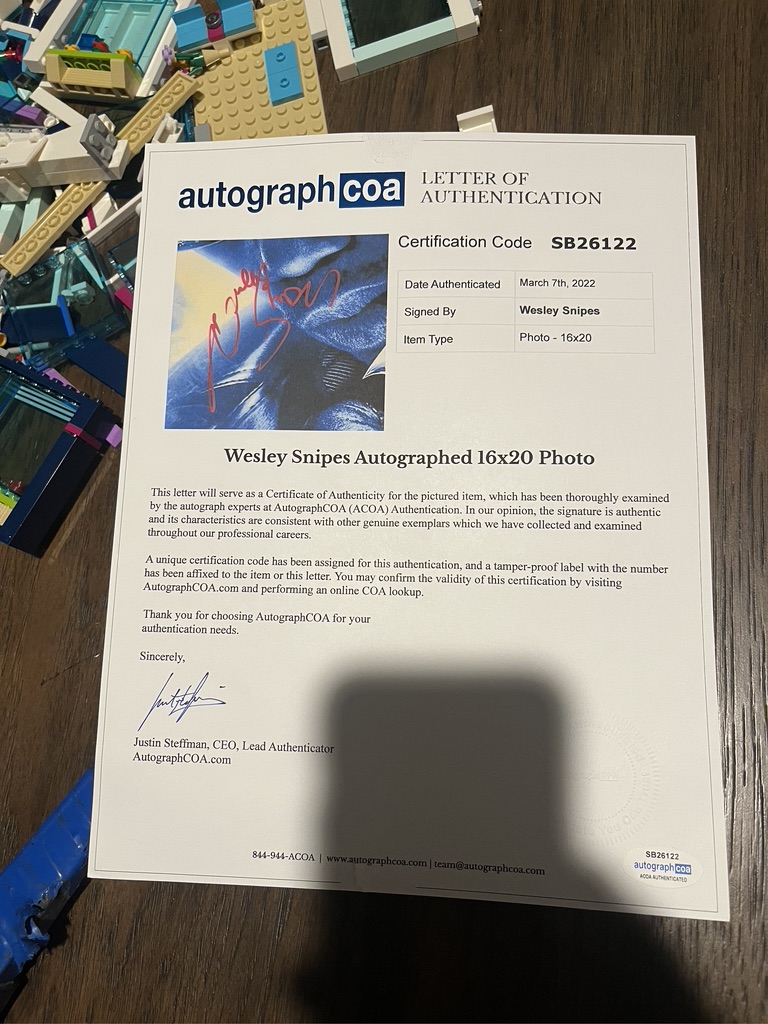 autographcoa
LETTER OF
AUTHENTICATION
Certification Code SB26122
Date Authenticated March 7th, 2022
Signed By Wesley Snipes
Item Type Photo - 16x20
Wesley Snipes Autographed 16x20 Photo
This letter will serve as a Certificate of Authenticity for the pictured item, which has been thoroughly examined
by the autograph experts at AutographCOA (ACOA) Authentication. In our opinion, the signature is authentic
and its characteristics are consistent with other genuine exemplars which we have collected and examined
throughout our professional careers.
A unique certification code has been assigned for this authentication, and a tamper-proof label with the number
has been affixed to the item or this letter. You may confirm the validity of this certification by visiting
AutographCOA.com and performing an online COA lookup.
Thank you for choosing AutographCOA for your
authentication needs.
Sincerely,
Justin Steffman, CEO, Lead Authenticator
AutographCOA.com
844-944-ACOA | www.autographcoa.com | team@autographcoa.com
SB26122
autographcoa
ACOA AUTHENTICATED